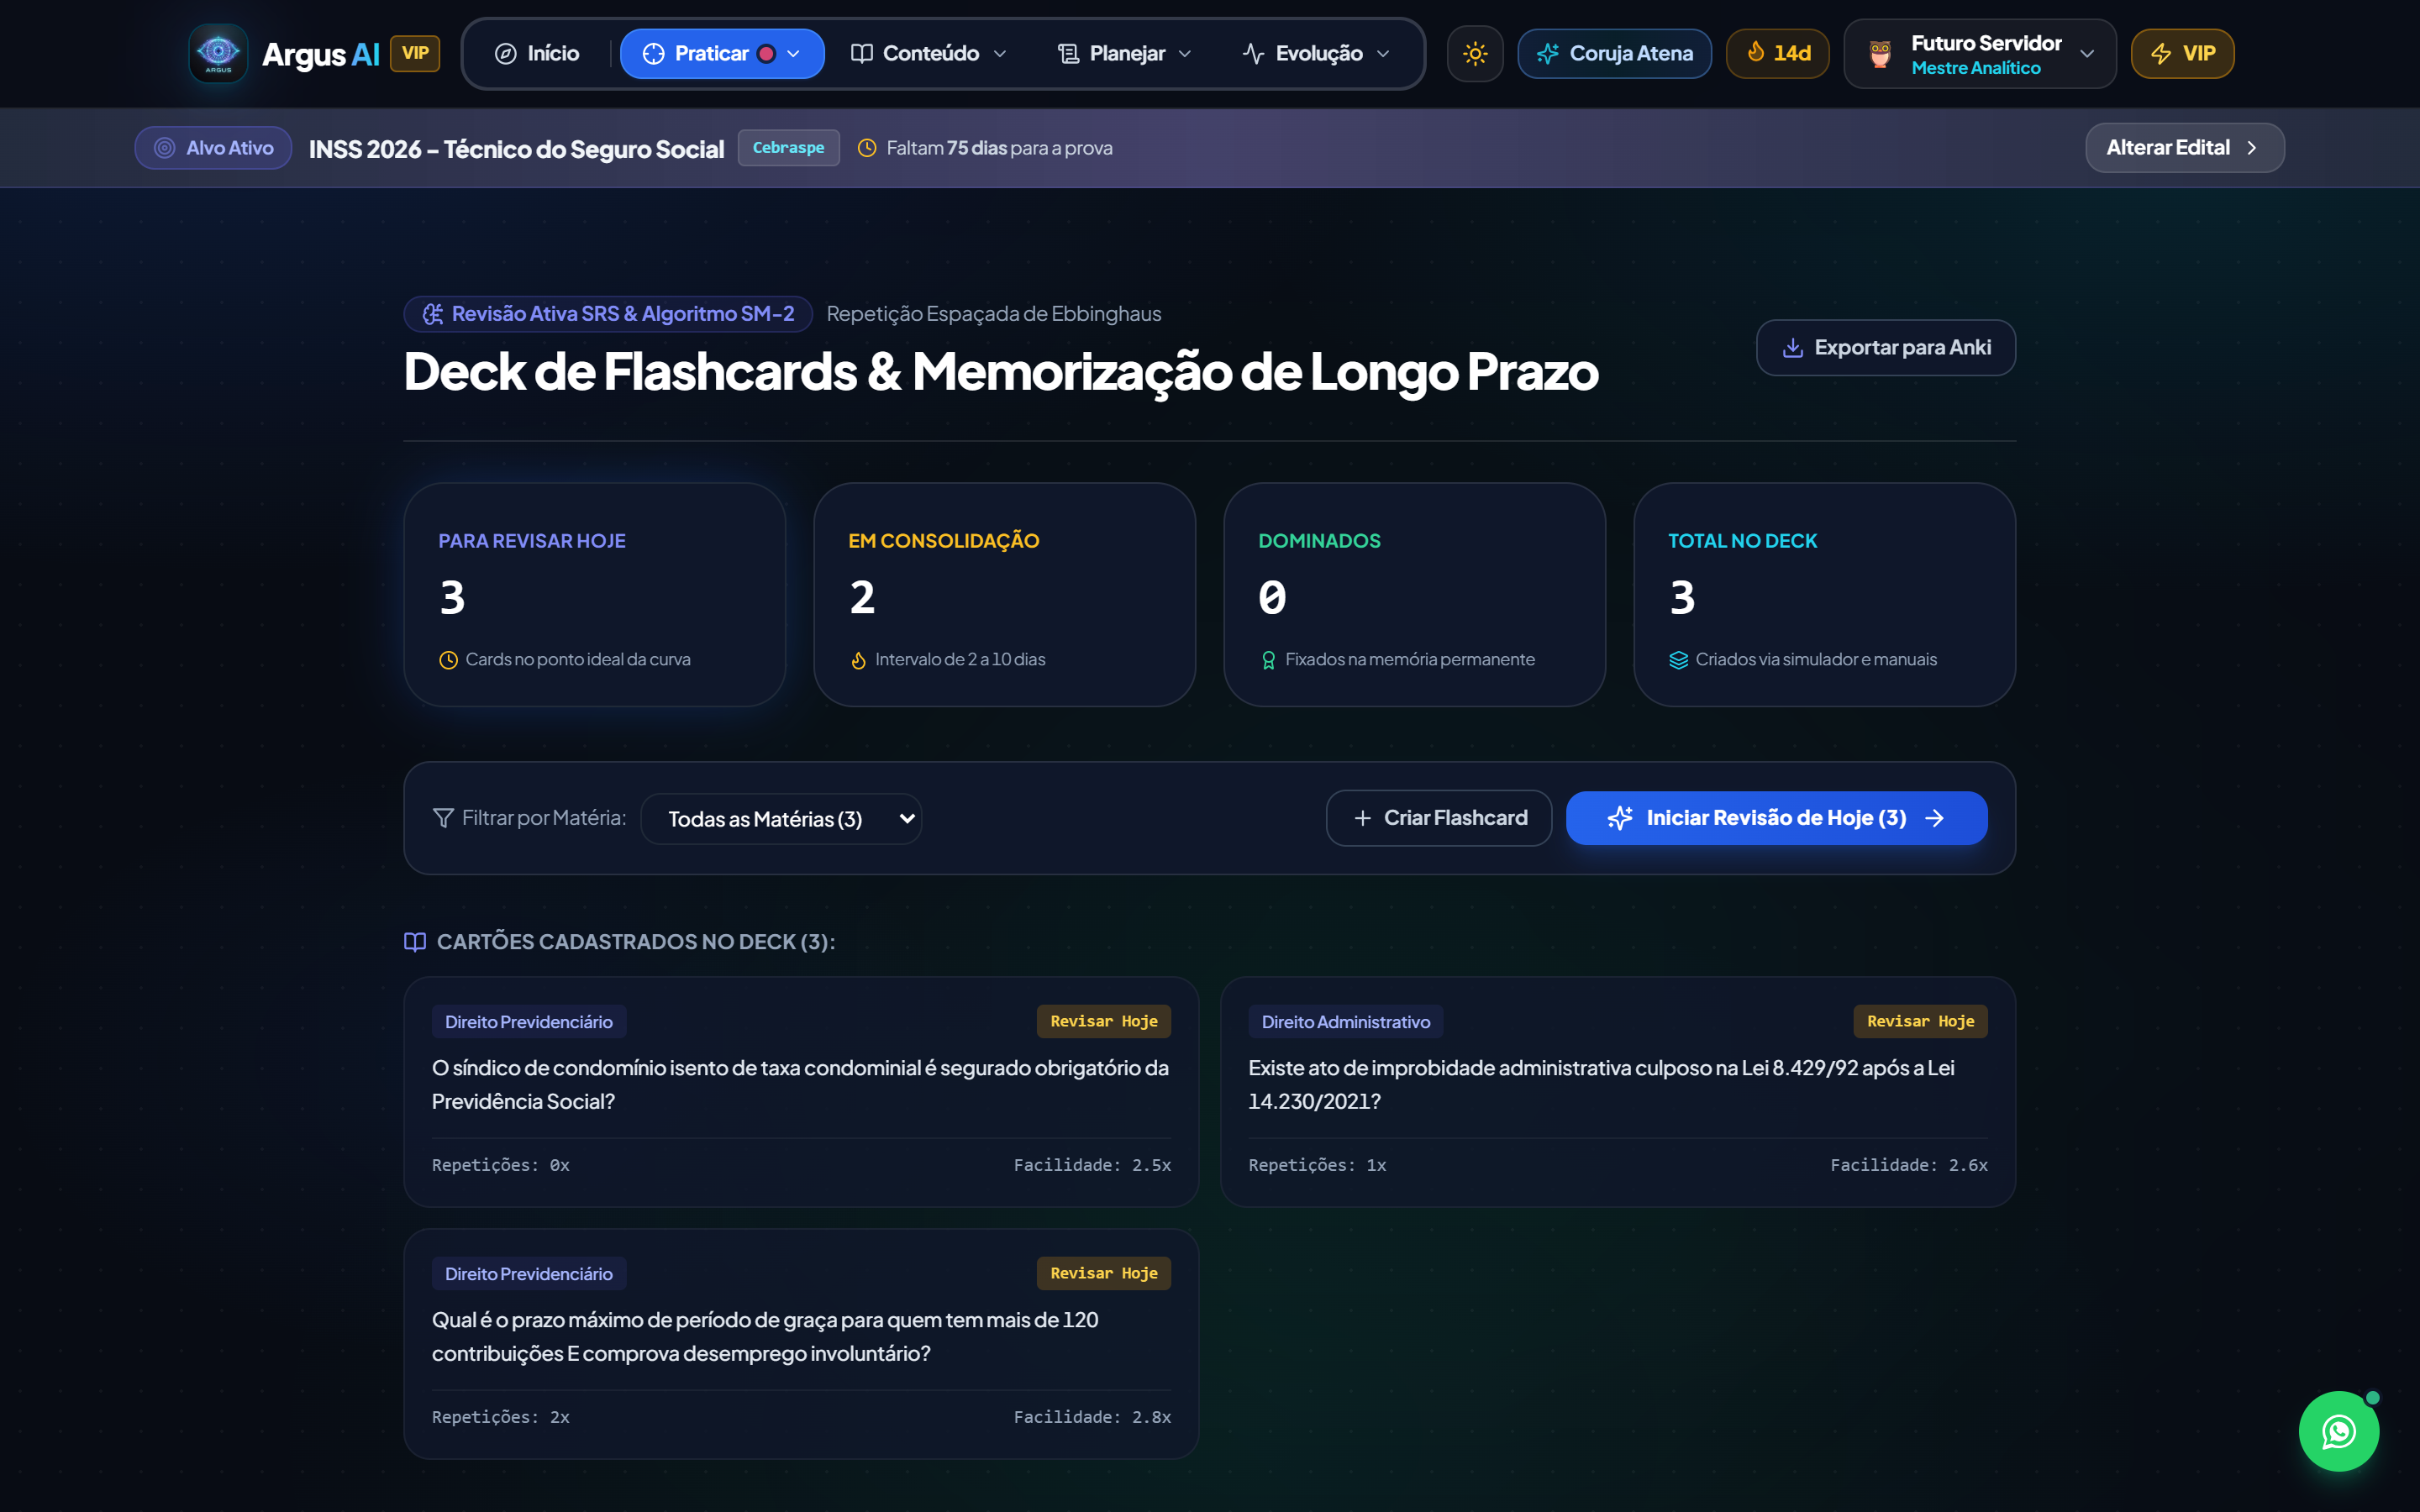 ARGUS
Argus AI VIP
Início
Praticar
Conteúdo
Planejar
Evolução
Coruja Atena
14d
Futuro Servidor
Mestre Analítico
VIP
Alvo Ativo
INSS 2026 – Técnico do Seguro Social
Cebraspe
Faltam 75 dias para a prova
Alterar Edital
Revisão Ativa SRS & Algoritmo SM-2
Repetição Espaçada de Ebbinghaus
Deck de Flashcards & Memorização de Longo Prazo
Exportar para Anki
PARA REVISAR HOJE
3
Cards no ponto ideal da curva
EM CONSOLIDAÇÃO
2
Intervalo de 2 a 10 dias
DOMINADOS
0
Fixados na memória permanente
TOTAL NO DECK
3
Criados via simulador e manuais
Filtrar por Matéria:
Todas as Matérias (3)
Criar Flashcard
Iniciar Revisão de Hoje (3)
CARTÕES CADASTRADOS NO DECK (3):
Direito Previdenciário
Revisar Hoje
O síndico de condomínio isento de taxa condominial é segurado obrigatório da
Previdência Social?
Repetições: 0x
Facilidade: 2.5x
Direito Administrativo
Revisar Hoje
Existe ato de improbidade administrativa culposo na Lei 8.429/92 após a Lei
14.230/2021?
Repetições: 1x
Facilidade: 2.6x
Direito Previdenciário
Revisar Hoje
Qual é o prazo máximo de período de graça para quem tem mais de 120
contribuições E comprova desemprego involuntário?
Repetições: 2x
Facilidade: 2.8x